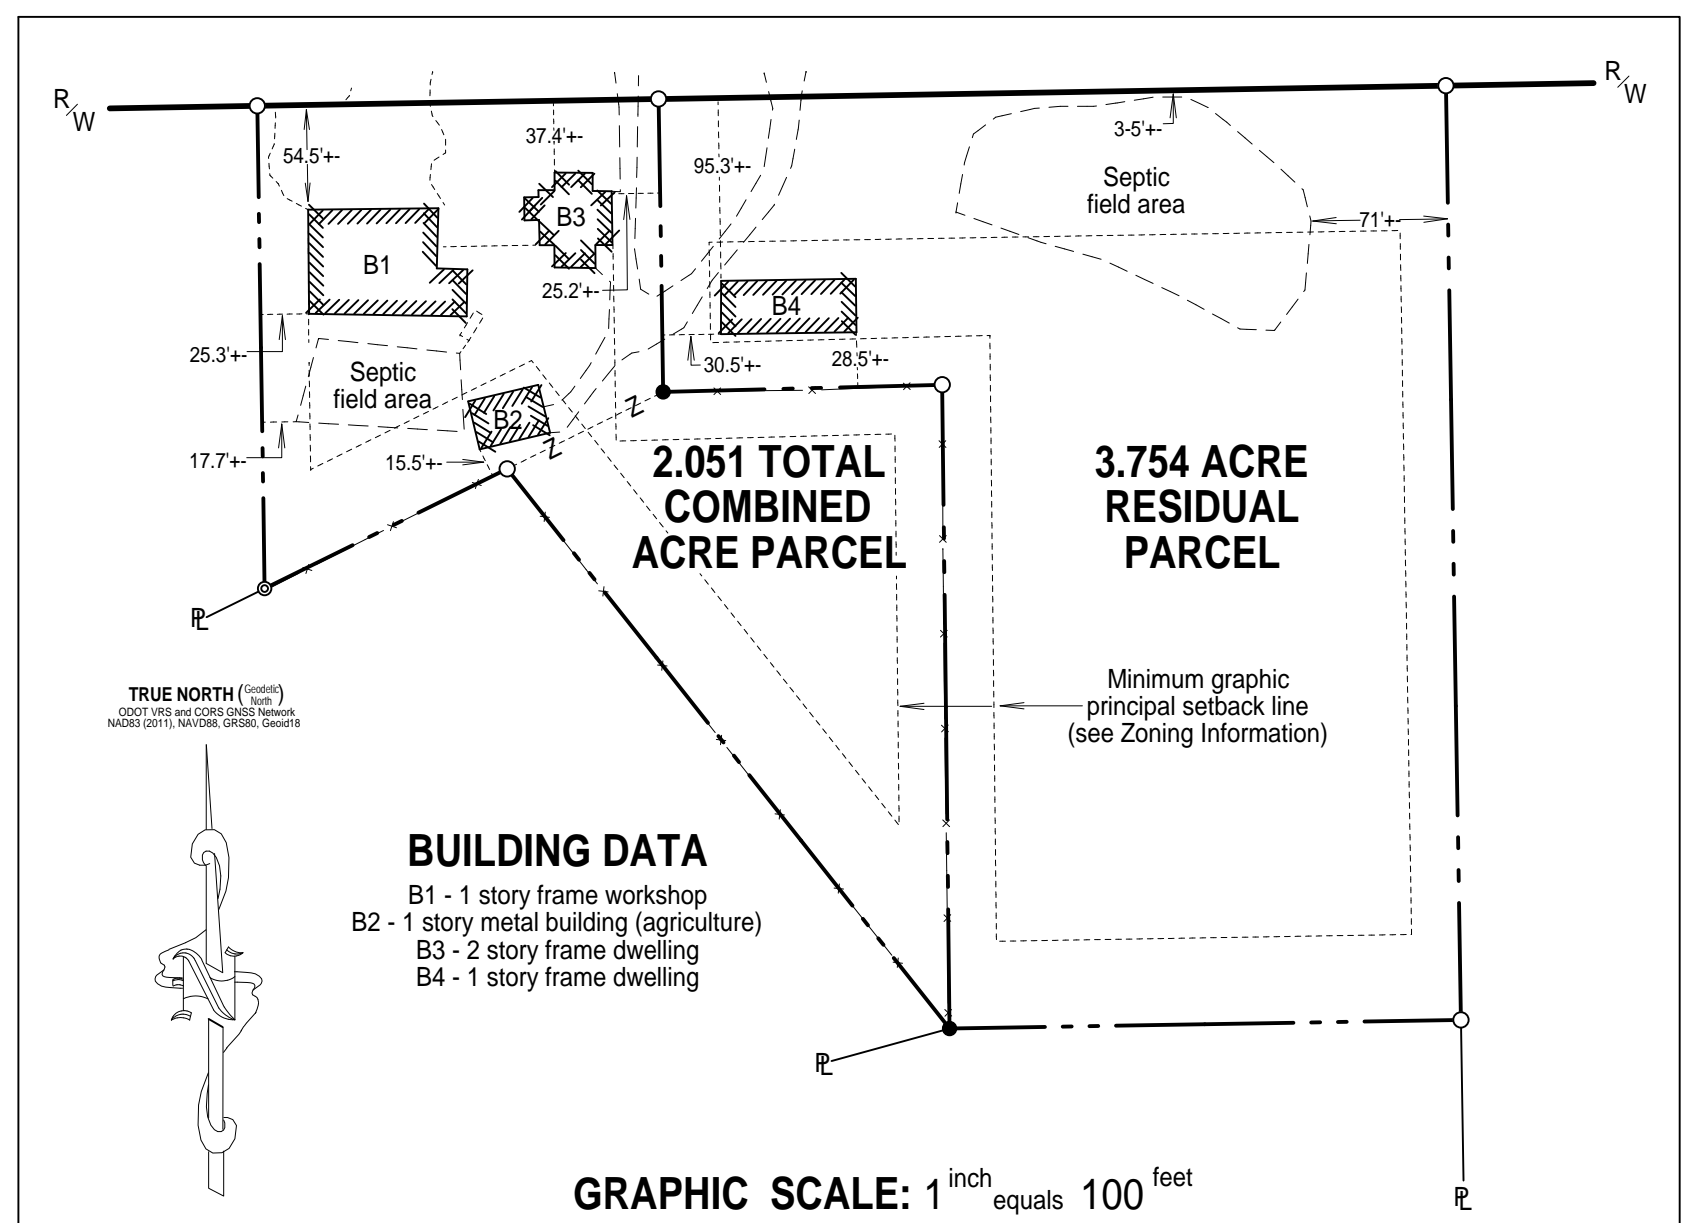 R/W
R/W
54.5'+-
37.4'+-
95.3'+-
3-5'+-
Septic
field area
71'+-
B1
B3
25.2'+-
B4
25.3'+-
30.5'+-
28.5'+-
Septic
field area
B2
Z
Z
17.7'+-
15.5'+-
2.051 TOTAL
COMBINED
ACRE PARCEL
3.754 ACRE
RESIDUAL
PARCEL
PL
Minimum graphic
principal setback line
(see Zoning Information)
TRUE NORTH (Geodetic North)
ODOT VRS and CORS GNSS Network
NAD83 (2011), NAVD88, GRS80, Geoid18
N
BUILDING DATA
B1 - 1 story frame workshop
B2 - 1 story metal building (agriculture)
B3 - 2 story frame dwelling
B4 - 1 story frame dwelling
PL
PL
GRAPHIC SCALE: 1 inch equals 100 feet